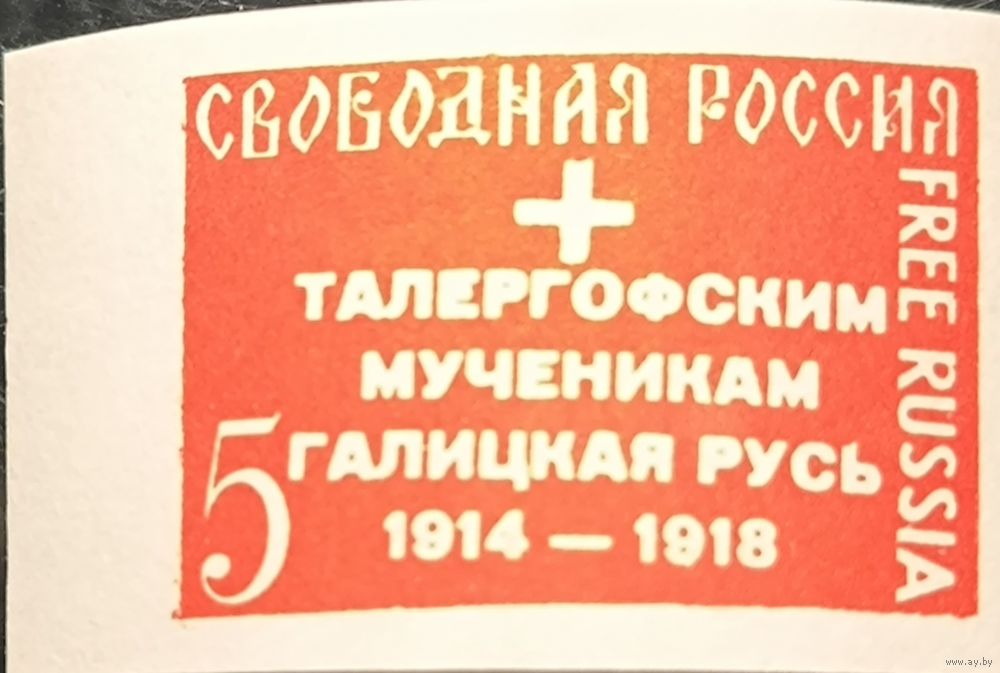 СВОБОДНАЯ РОССИЯ
FREE RUSSIA
ТАЛЕРГОФСКИМ
МУЧЕНИКАМ
ГАЛИЦКАЯ РУСЬ
1914 — 1918
5
www.ay.by